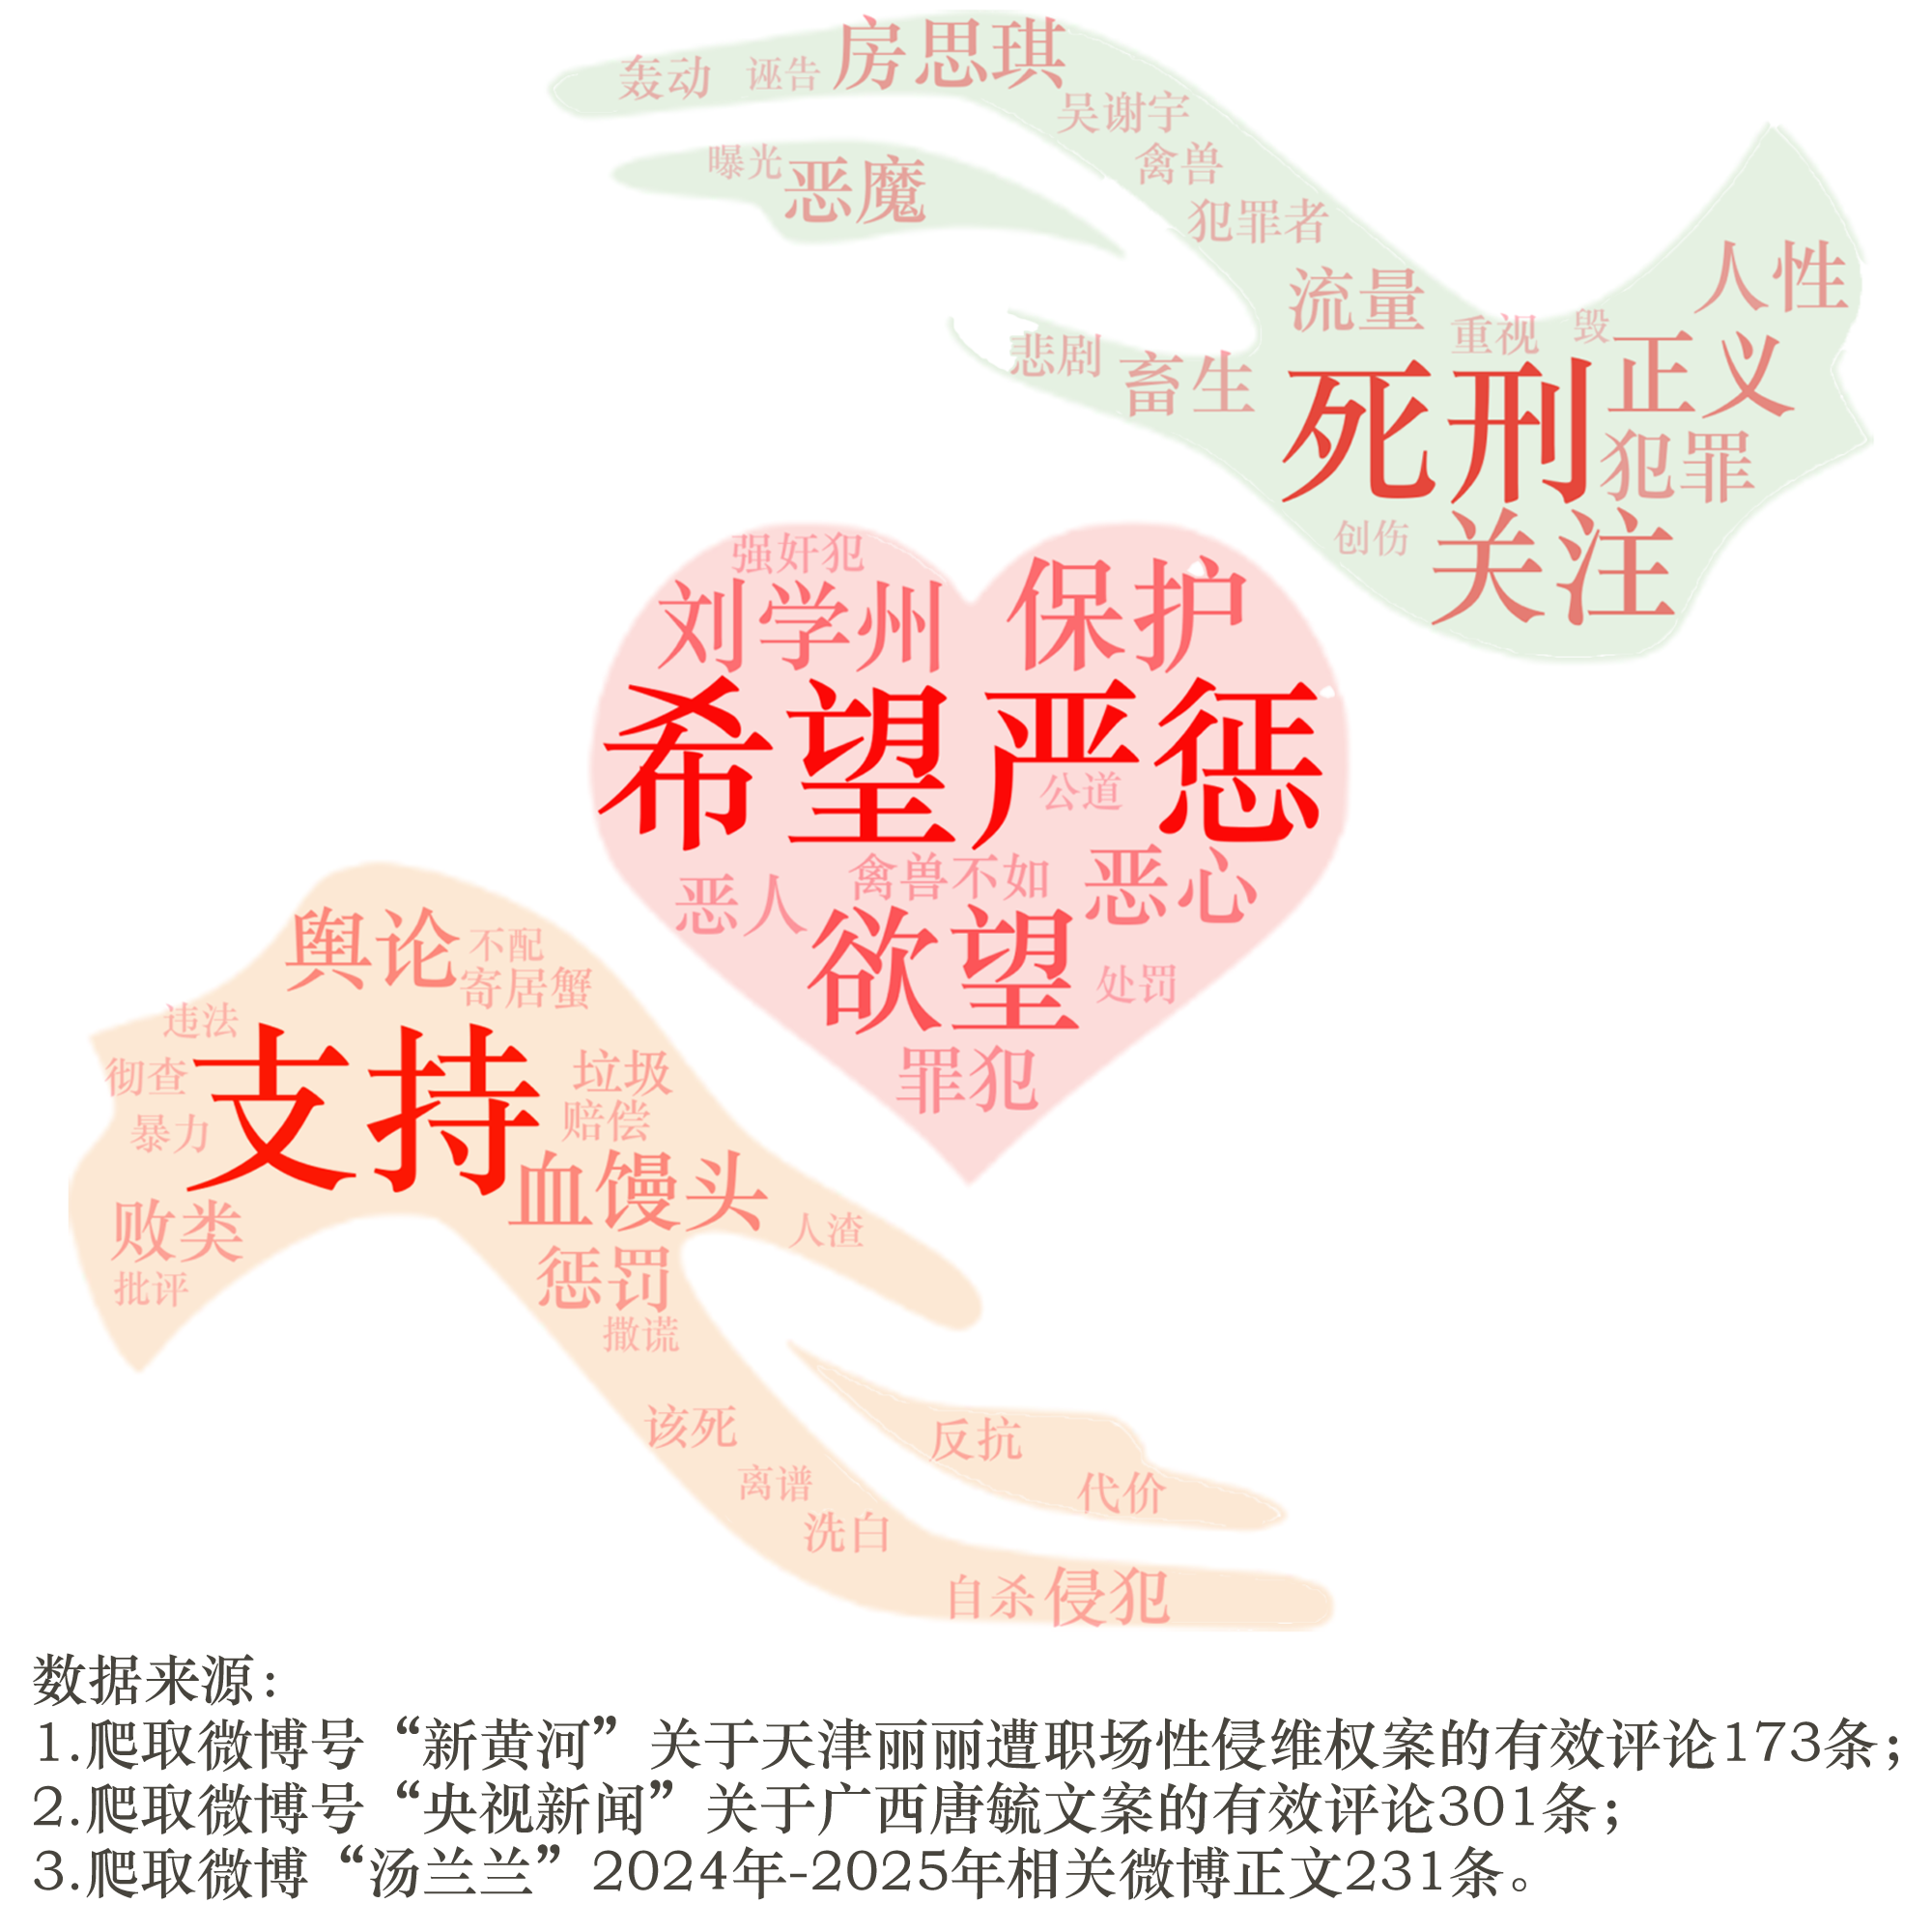 轰动 诬告 房思琪
吴谢宇
曝光 恶魔 禽兽
犯罪者
流量 人性
悲剧 畜生 重视 毁
死刑 正义
犯罪
创伤 关注
强奸犯
刘学州 保护
希望 严惩
公道
恶人 禽兽不如 恶心
欲望 处罚
罪犯
舆论 不配
寄居蟹
违法
彻查 支持 垃圾
暴力 赔偿
败类 血馒头 人渣
批评 惩罚
撒谎
该死 反抗
离谱 代价
洗白
自杀 侵犯
数据来源：
1.爬取微博号“新黄河”关于天津丽丽遭职场性侵维权案的有效评论173条；
2.爬取微博号“央视新闻”关于广西唐毓文案的有效评论301条；
3.爬取微博“汤兰兰”2024年-2025年相关微博正文231条。